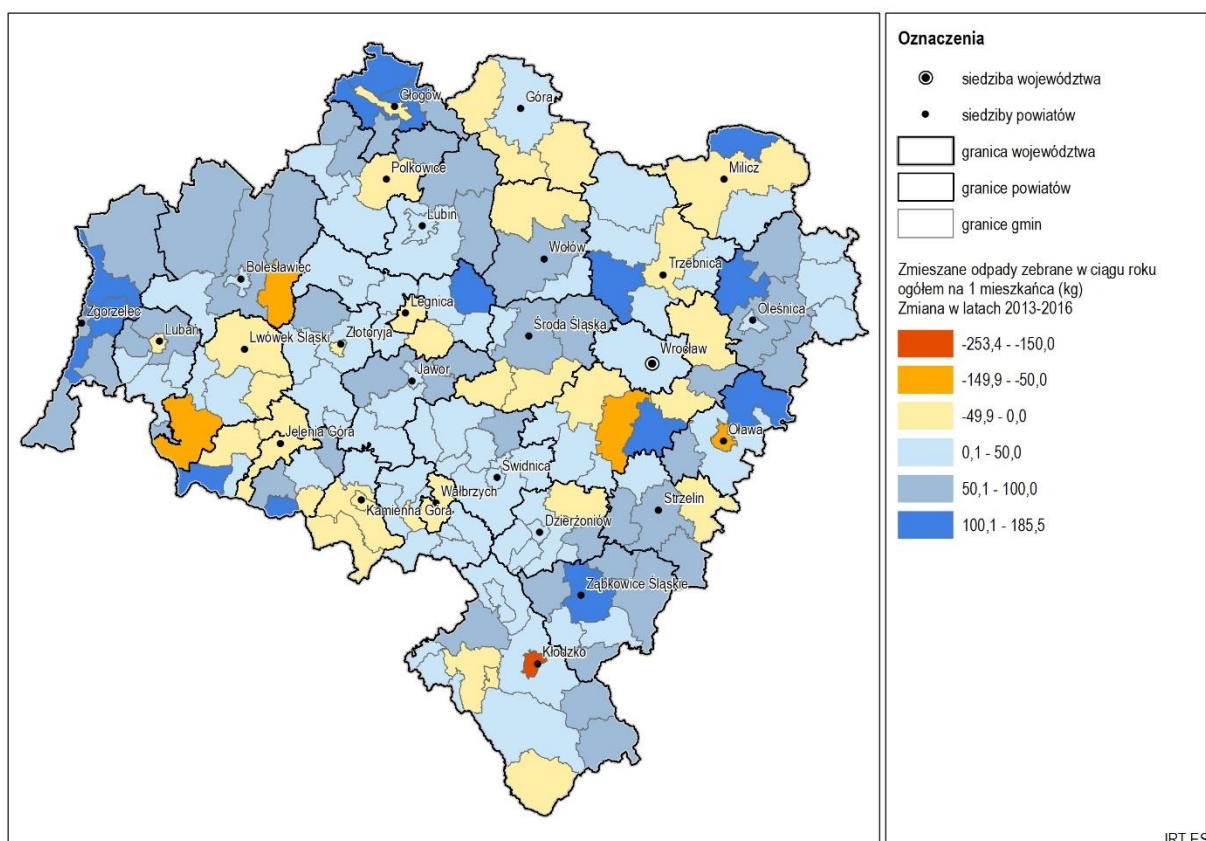 Głogów
Góra
Polkowice
Milicz
Lubin
Wołów
Trzebnica
Bolesławiec
Oleśnica
Zgorzelec
Legnica
Lubań
Lwówek Śląski
Złotoryja
Środa Śląska
Wrocław
Jawor
Jelenia Góra
Oława
Świdnica
Kamienna Góra
Wałbrzych
Strzelin
Dzierżoniów
Ząbkowice Śląskie
Kłodzko
Oznaczenia
siedziba województwa
siedziby powiatów
granica województwa
granice powiatów
granice gmin
Zmieszane odpady zebrane w ciągu roku
ogółem na 1 mieszkańca (kg)
Zmiana w latach 2013-2016
-253,4 - -150,0
-149,9 - -50,0
-49,9 - 0,0
0,1 - 50,0
50,1 - 100,0
100,1 - 185,5
IRT ES